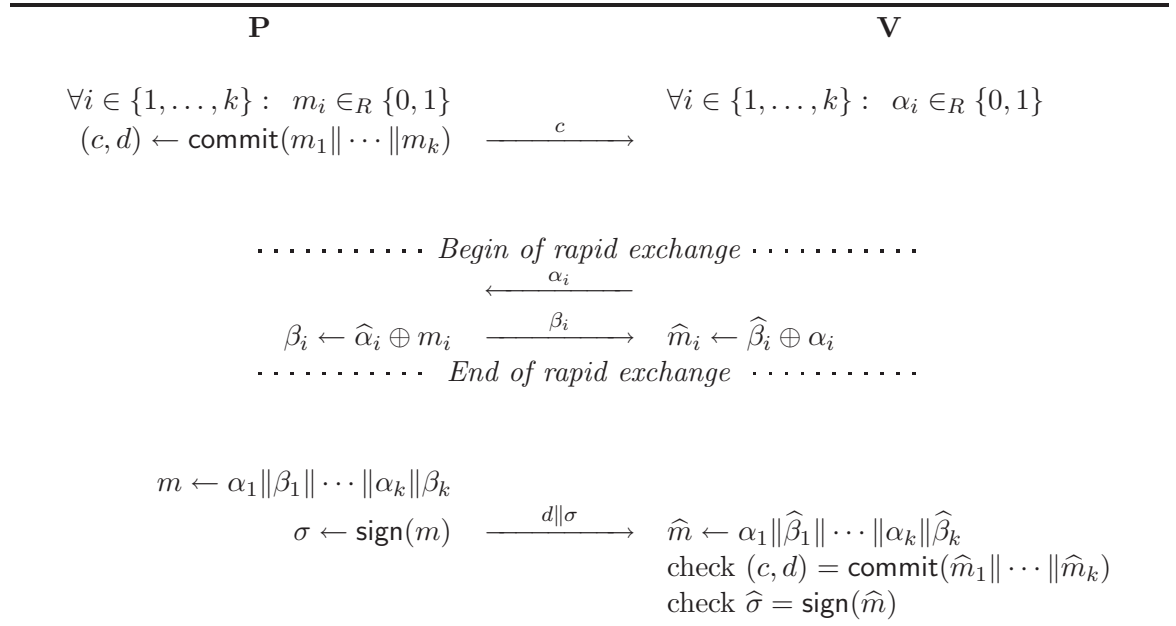 P V
∀i ∈ {1, . . . , k} : m_i ∈_R {0, 1} ∀i ∈ {1, . . . , k} : α_i ∈_R {0, 1}
(c, d) ← commit(m_1‖ · · · ‖m_k) c
Begin of rapid exchange
α_i
β_i ← α̂_i ⊕ m_i β_i m̂_i ← β̂_i ⊕ α_i
End of rapid exchange
m ← α_1‖β_1‖ · · · ‖α_k‖β_k
σ ← sign(m) d‖σ m̂ ← α_1‖β̂_1‖ · · · ‖α_k‖β̂_k
check (c, d) = commit(m̂_1‖ · · · ‖m̂_k)
check σ̂ = sign(m̂)